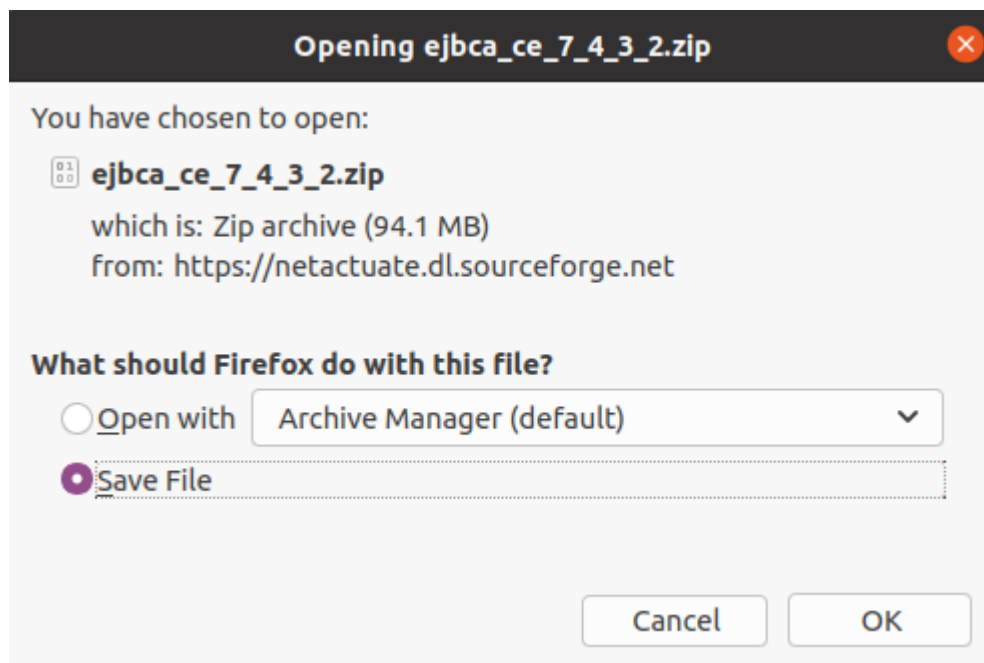 Opening ejbca_ce_7_4_3_2.zip
You have chosen to open:
ejbca_ce_7_4_3_2.zip
which is: Zip archive (94.1 MB)
from: https://netactuate.dl.sourceforge.net
What should Firefox do with this file?
Open with Archive Manager (default)
Save File
Cancel OK